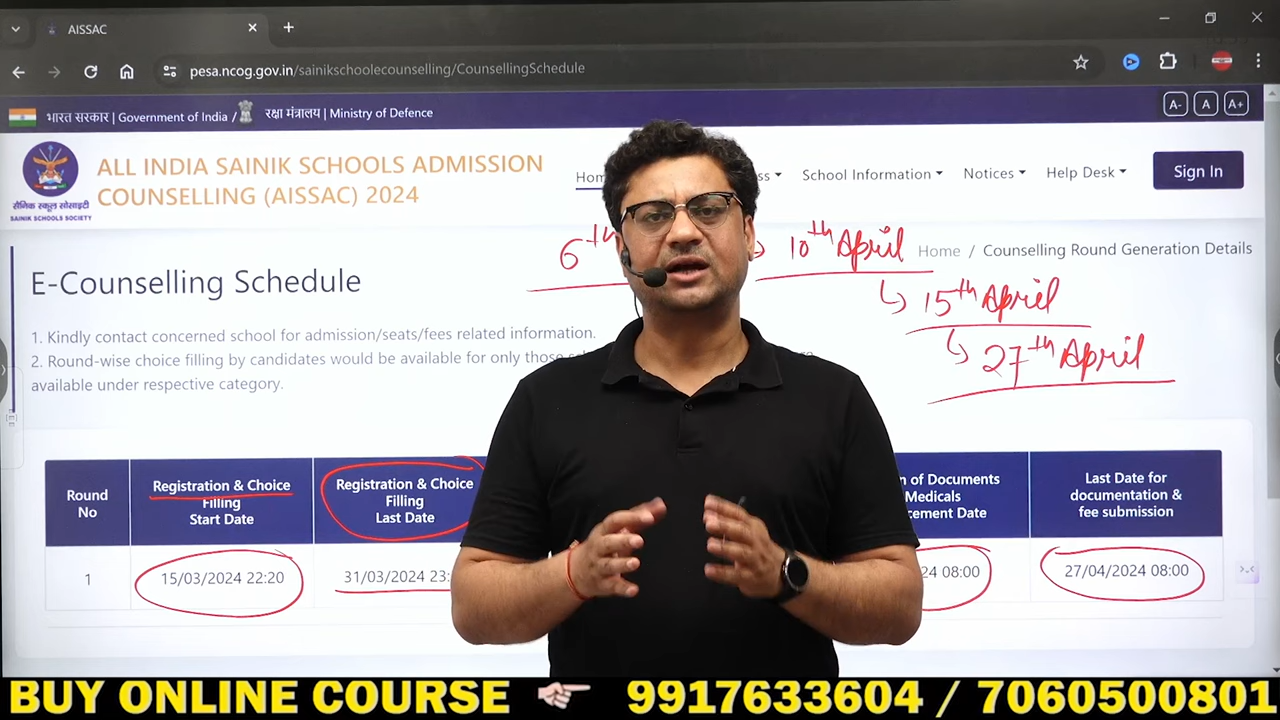 AISSAC
pesa.ncog.gov.in/sainikschoolecounselling/CounsellingSchedule
भारत सरकार | Government of India / रक्षा मंत्रालय | Ministry of Defence
A- A A+
ALL INDIA SAINIK SCHOOLS ADMISSION
COUNSELLING (AISSAC) 2024
सैनिक स्कूल सोसाइटी
SAINIK SCHOOLS SOCIETY
School Information Notices Help Desk Sign In
6th 10th April
Home / Counselling Round Generation Details
15th April
27th April
E-Counselling Schedule
1. Kindly contact concerned school for admission/seats/fees related information.
2. Round-wise choice filling by candidates would be available for only those
available under respective category.
Round
No
Registration & Choice
Filling
Start Date
Registration & Choice
Filling
Last Date
of Documents
Medicals
Date
Last Date for
documentation &
fee submission
1 15/03/2024 22:20 31/03/2024 08:00 27/04/2024 08:00
BUY ONLINE COURSE 9917633604 / 7060500801